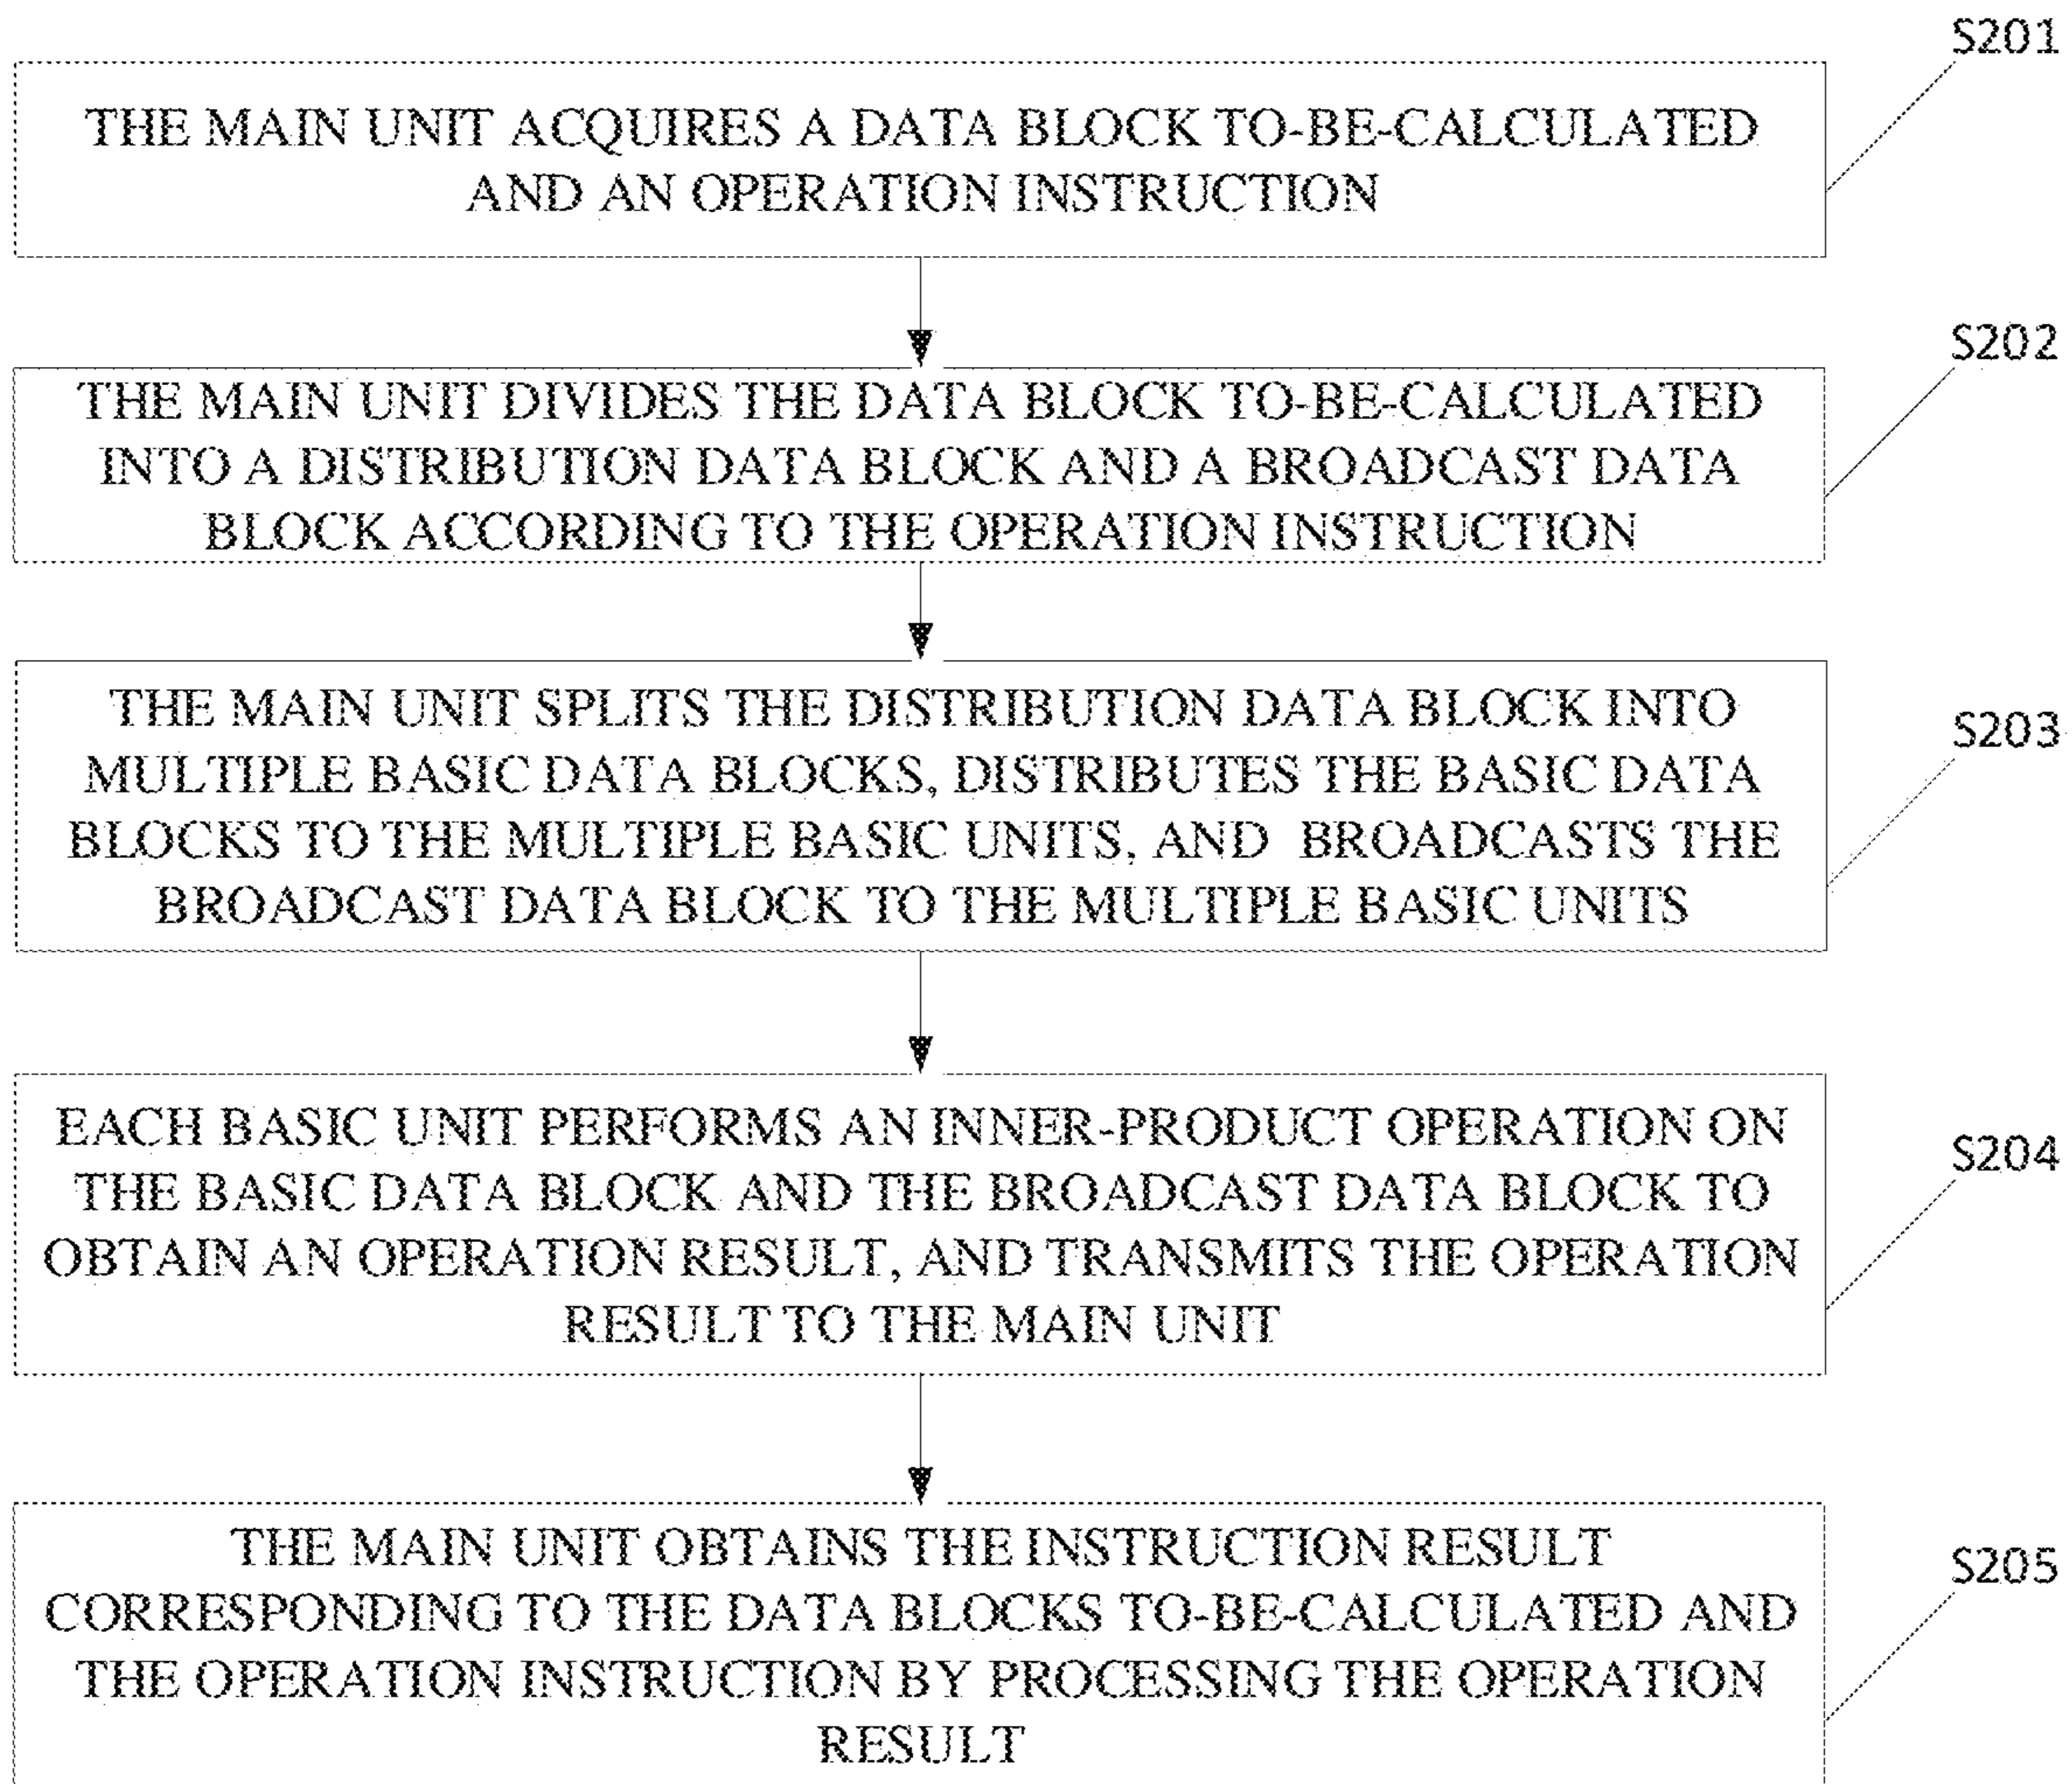 S201
THE MAIN UNIT ACQUIRES A DATA BLOCK TO-BE-CALCULATED
AND AN OPERATION INSTRUCTION
S202
THE MAIN UNIT DIVIDES THE DATA BLOCK TO-BE-CALCULATED
INTO A DISTRIBUTION DATA BLOCK AND A BROADCAST DATA
BLOCK ACCORDING TO THE OPERATION INSTRUCTION
S203
THE MAIN UNIT SPLITS THE DISTRIBUTION DATA BLOCK INTO
MULTIPLE BASIC DATA BLOCKS, DISTRIBUTES THE BASIC DATA
BLOCKS TO THE MULTIPLE BASIC UNITS, AND BROADCASTS THE
BROADCAST DATA BLOCK TO THE MULTIPLE BASIC UNITS
S204
EACH BASIC UNIT PERFORMS AN INNER-PRODUCT OPERATION ON
THE BASIC DATA BLOCK AND THE BROADCAST DATA BLOCK TO
OBTAIN AN OPERATION RESULT, AND TRANSMITS THE OPERATION
RESULT TO THE MAIN UNIT
S205
THE MAIN UNIT OBTAINS THE INSTRUCTION RESULT
CORRESPONDING TO THE DATA BLOCKS TO-BE-CALCULATED AND
THE OPERATION INSTRUCTION BY PROCESSING THE OPERATION
RESULT